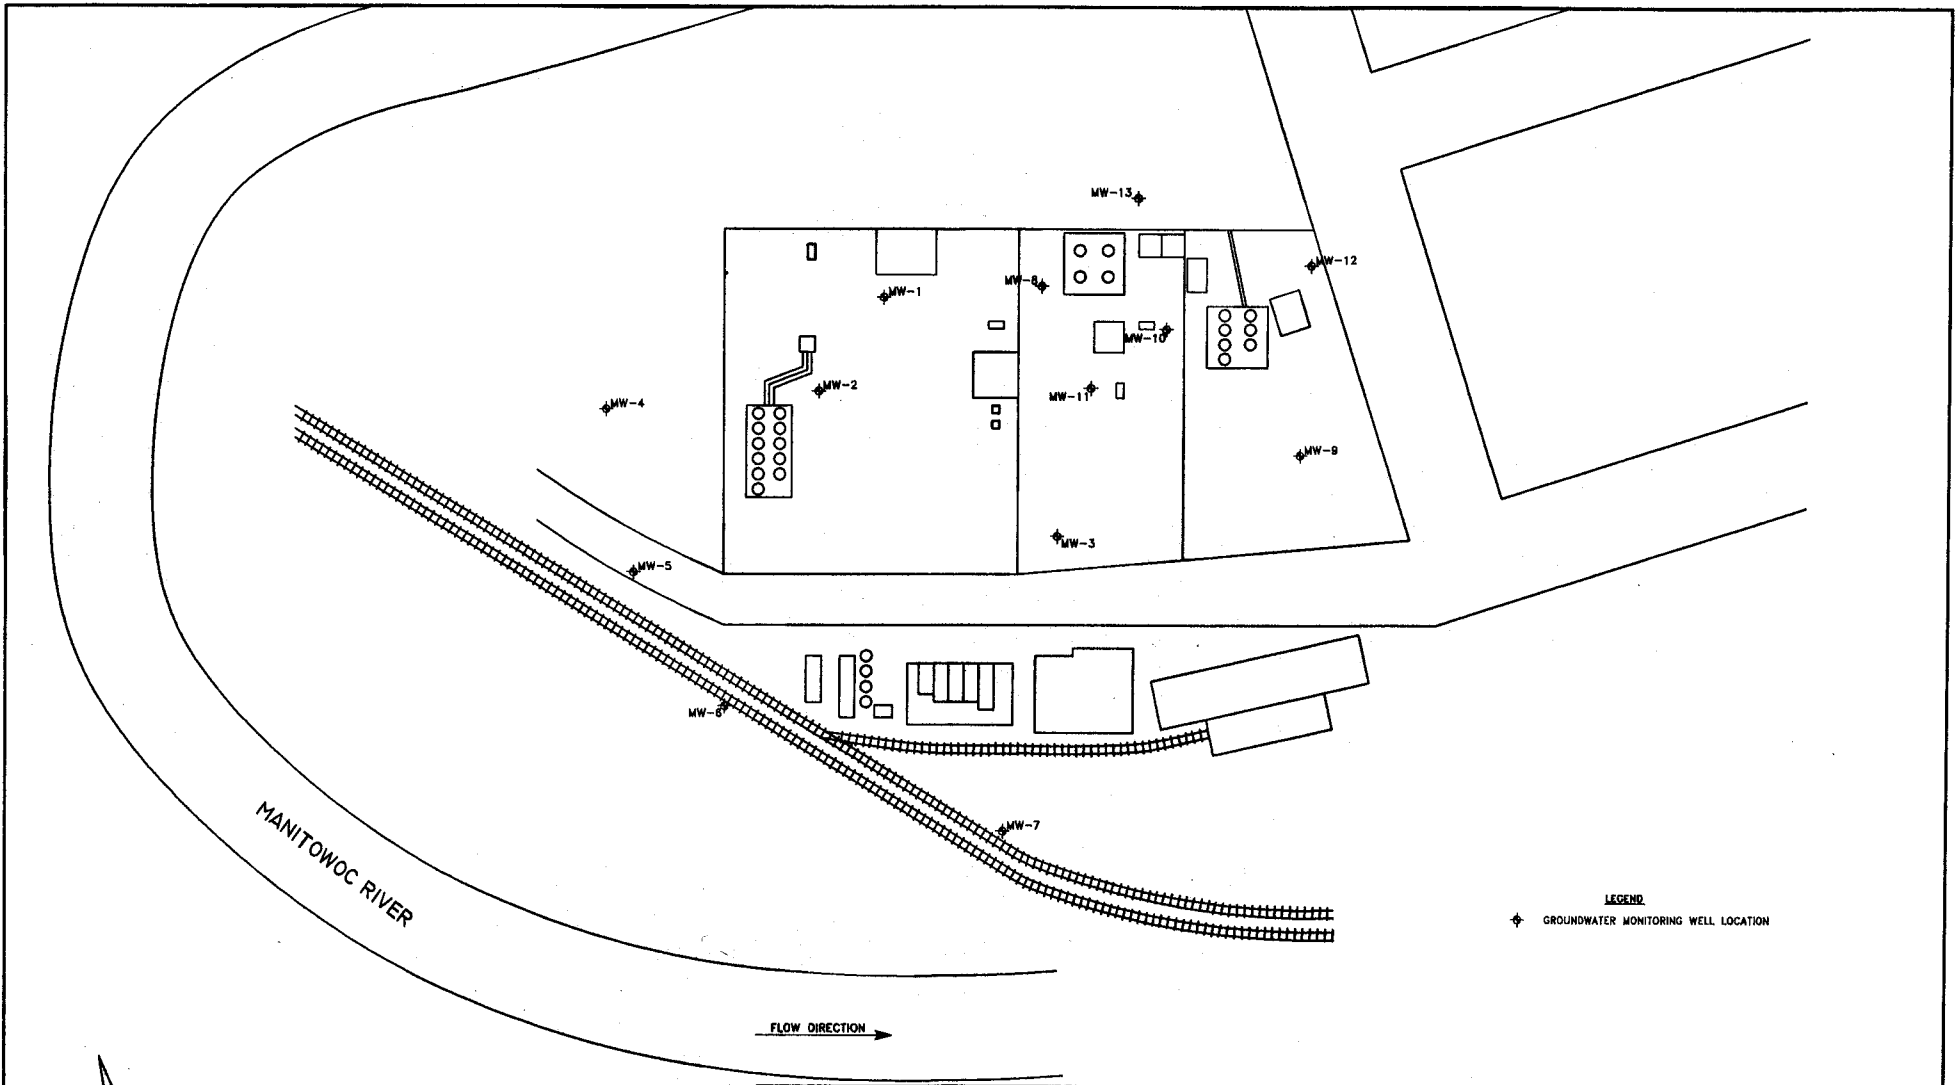 MW-13
MW-12
MW-8
MW-1
MW-10
MW-2
MW-11
MW-4
MW-9
MW-3
MW-5
MW-6
MW-7
MANITOWOC RIVER
LEGEND
GROUNDWATER MONITORING WELL LOCATION
FLOW DIRECTION